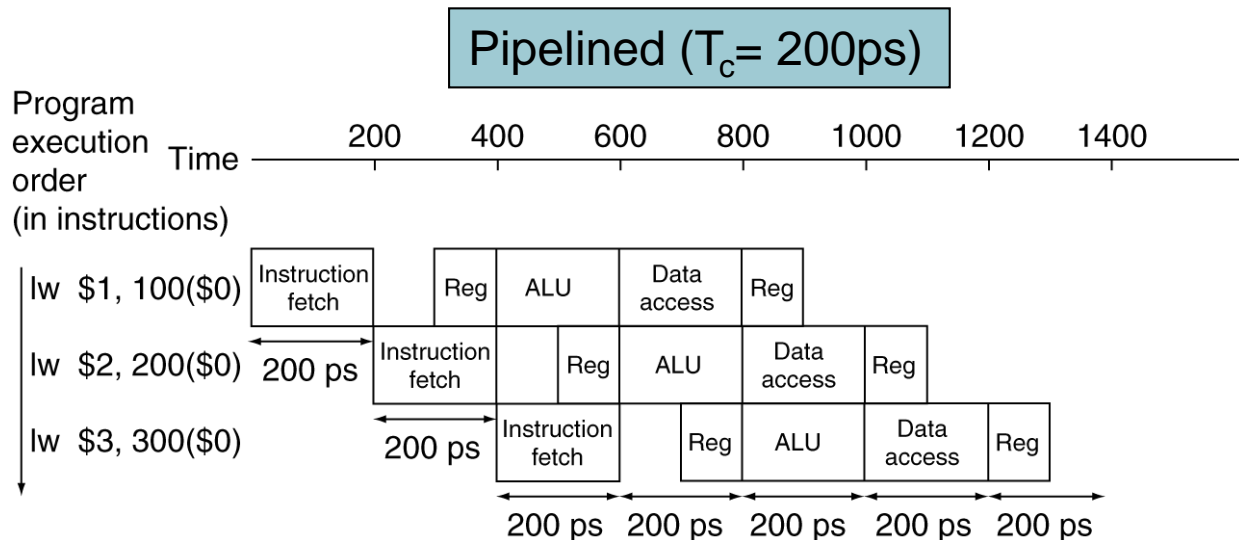 Pipelined (Tc= 200ps)
Program
execution
order
(in instructions)
Time
200 400 600 800 1000 1200 1400
lw $1, 100($0)
Instruction
fetch
Reg
ALU
Data
access
Reg
200 ps
lw $2, 200($0)
Instruction
fetch
Reg
ALU
Data
access
Reg
200 ps
lw $3, 300($0)
Instruction
fetch
Reg
ALU
Data
access
Reg
200 ps 200 ps 200 ps 200 ps 200 ps